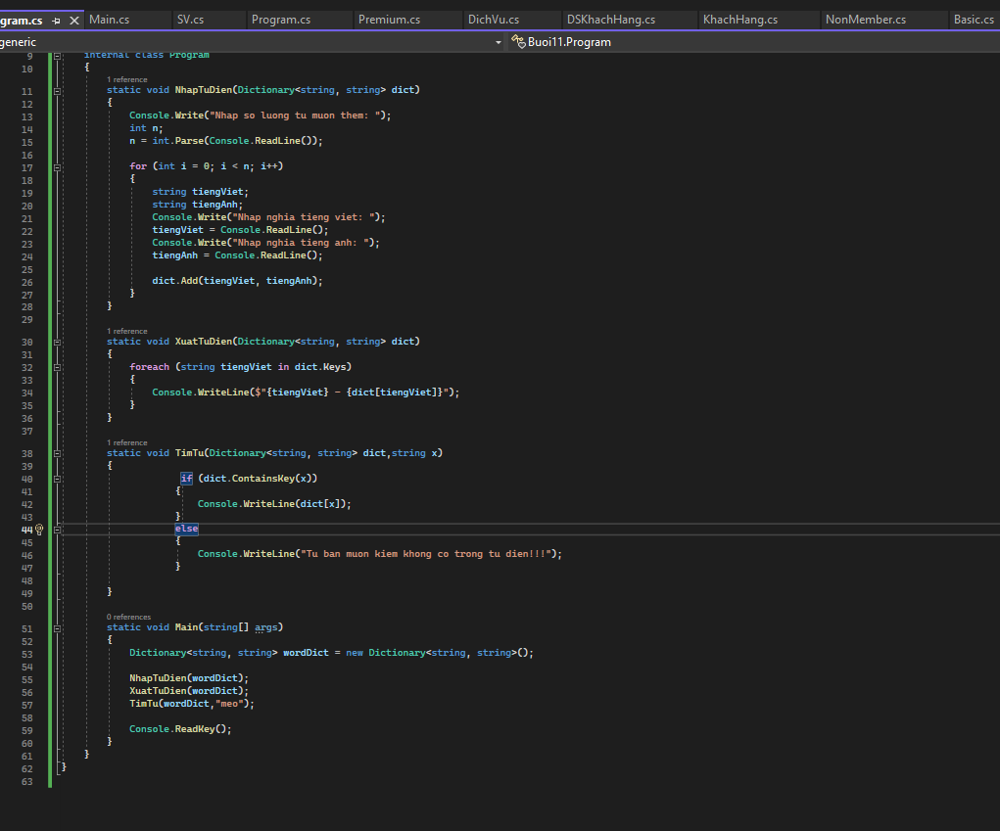 gram.cs Main.cs SV.cs Program.cs Premium.cs DichVu.cs DSKhachHang.cs KhachHang.cs NonMember.cs Basic.cs
generic Buoi11.Program
9 internal class Program
10 {
1 reference
11 static void NhapTuDien(Dictionary<string, string> dict)
12 {
13 Console.Write("Nhap so luong tu muon them: ");
14 int n;
15 n = int.Parse(Console.ReadLine());
16
17 for (int i = 0; i < n; i++)
18 {
19 string tiengViet;
20 string tiengAnh;
21 Console.Write("Nhap nghia tieng viet: ");
22 tiengViet = Console.ReadLine();
23 Console.Write("Nhap nghia tieng anh: ");
24 tiengAnh = Console.ReadLine();
25
26 dict.Add(tiengViet, tiengAnh);
27 }
28 }
29
1 reference
30 static void XuatTuDien(Dictionary<string, string> dict)
31 {
32 foreach (string tiengViet in dict.Keys)
33 {
34 Console.WriteLine($"{tiengViet} - {dict[tiengViet]}");
35 }
36 }
37
1 reference
38 static void TimTu(Dictionary<string, string> dict,string x)
39 {
40 if (dict.ContainsKey(x))
41 {
42 Console.WriteLine(dict[x]);
43 }
44 else
45 {
46 Console.WriteLine("Tu ban muon kiem khong co trong tu dien!!!");
47 }
48
49 }
50
0 references
51 static void Main(string[] args)
52 {
53 Dictionary<string, string> wordDict = new Dictionary<string, string>();
54
55 NhapTuDien(wordDict);
56 XuatTuDien(wordDict);
57 TimTu(wordDict,"meo");
58
59 Console.ReadKey();
60 }
61 }
62 }
63